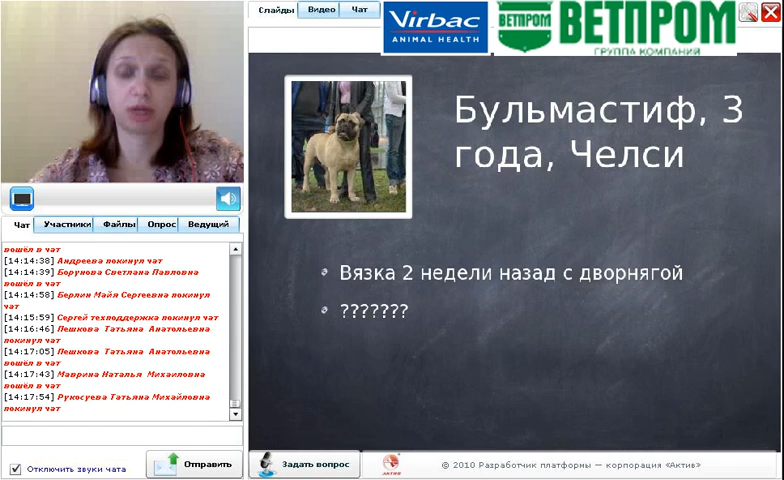 Слайды Видео Чат
Virbac
ANIMAL HEALTH
ВЕТПРОМ
ВЕТПРОМ
ГРУППА КОМПАНИЙ
Бульмастиф, 3
года, Челси
Вязка 2 недели назад с дворнягой
???????
Чат Участники Файлы Опрос Ведущий
вошёл в чат
[14:14:38] Андреева покинул чат
[14:14:39] Борунова Светлана Павловна
вошёл в чат
[14:14:58] Берлин Майя Сергеевна покинул
чат
[14:15:59] Сергей техподдержка покинул чат
[14:16:46] Пешкова Татьяна Анатольевна
покинул чат
[14:17:05] Пешкова Татьяна Анатольевна
вошёл в чат
[14:17:43] Маврина Наталья Михаиловна
вошёл в чат
[14:17:54] Рукосуева Татьяна Михайловна
покинул чат
Отключить звуки чата
Отправить
Задать вопрос
АКТИВ
© 2010 Разработчик платформы — корпорация «Актив»